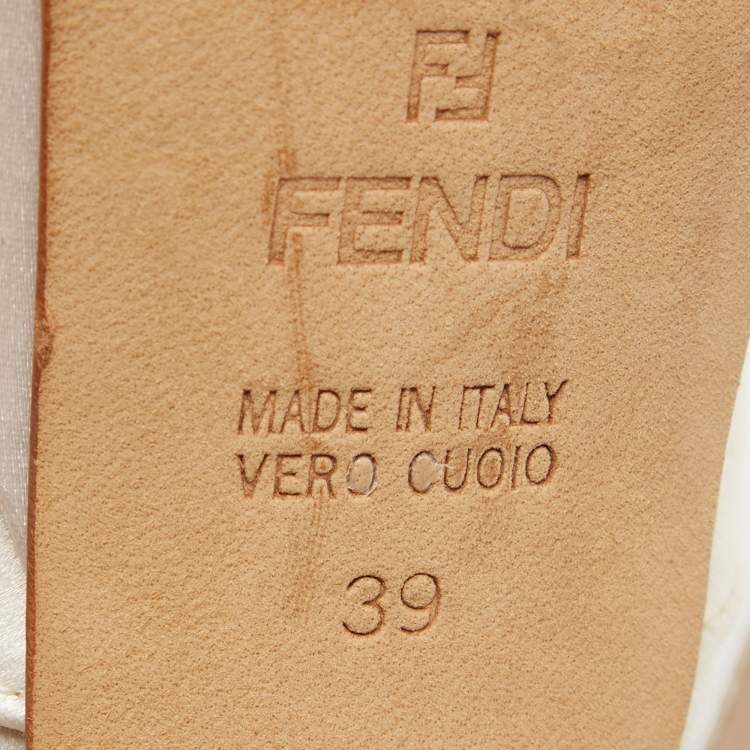 FF
FENDI
MADE IN ITALY
VERO CUOIO
39